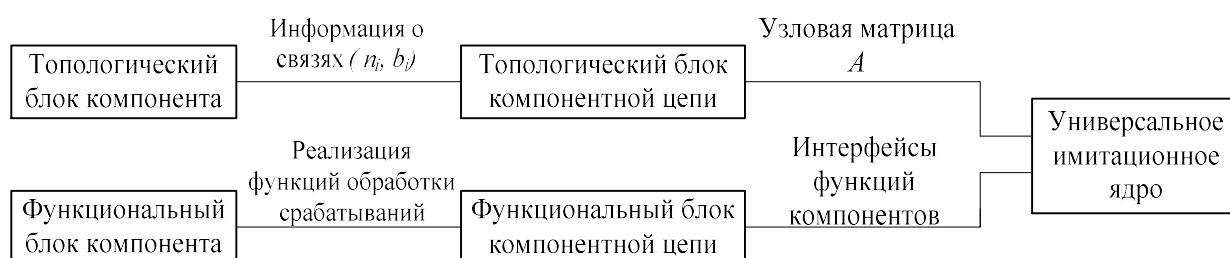 Информация о
связях ( nᵢ, bᵢ)
Узловая матрица
A
Топологический
блок компонента
Топологический блок
компонентной цепи
Универсальное
имитационное
ядро
Реализация
функций обработки
срабатываний
Интерфейсы
функций
компонентов
Функциональный
блок компонента
Функциональный блок
компонентной цепи